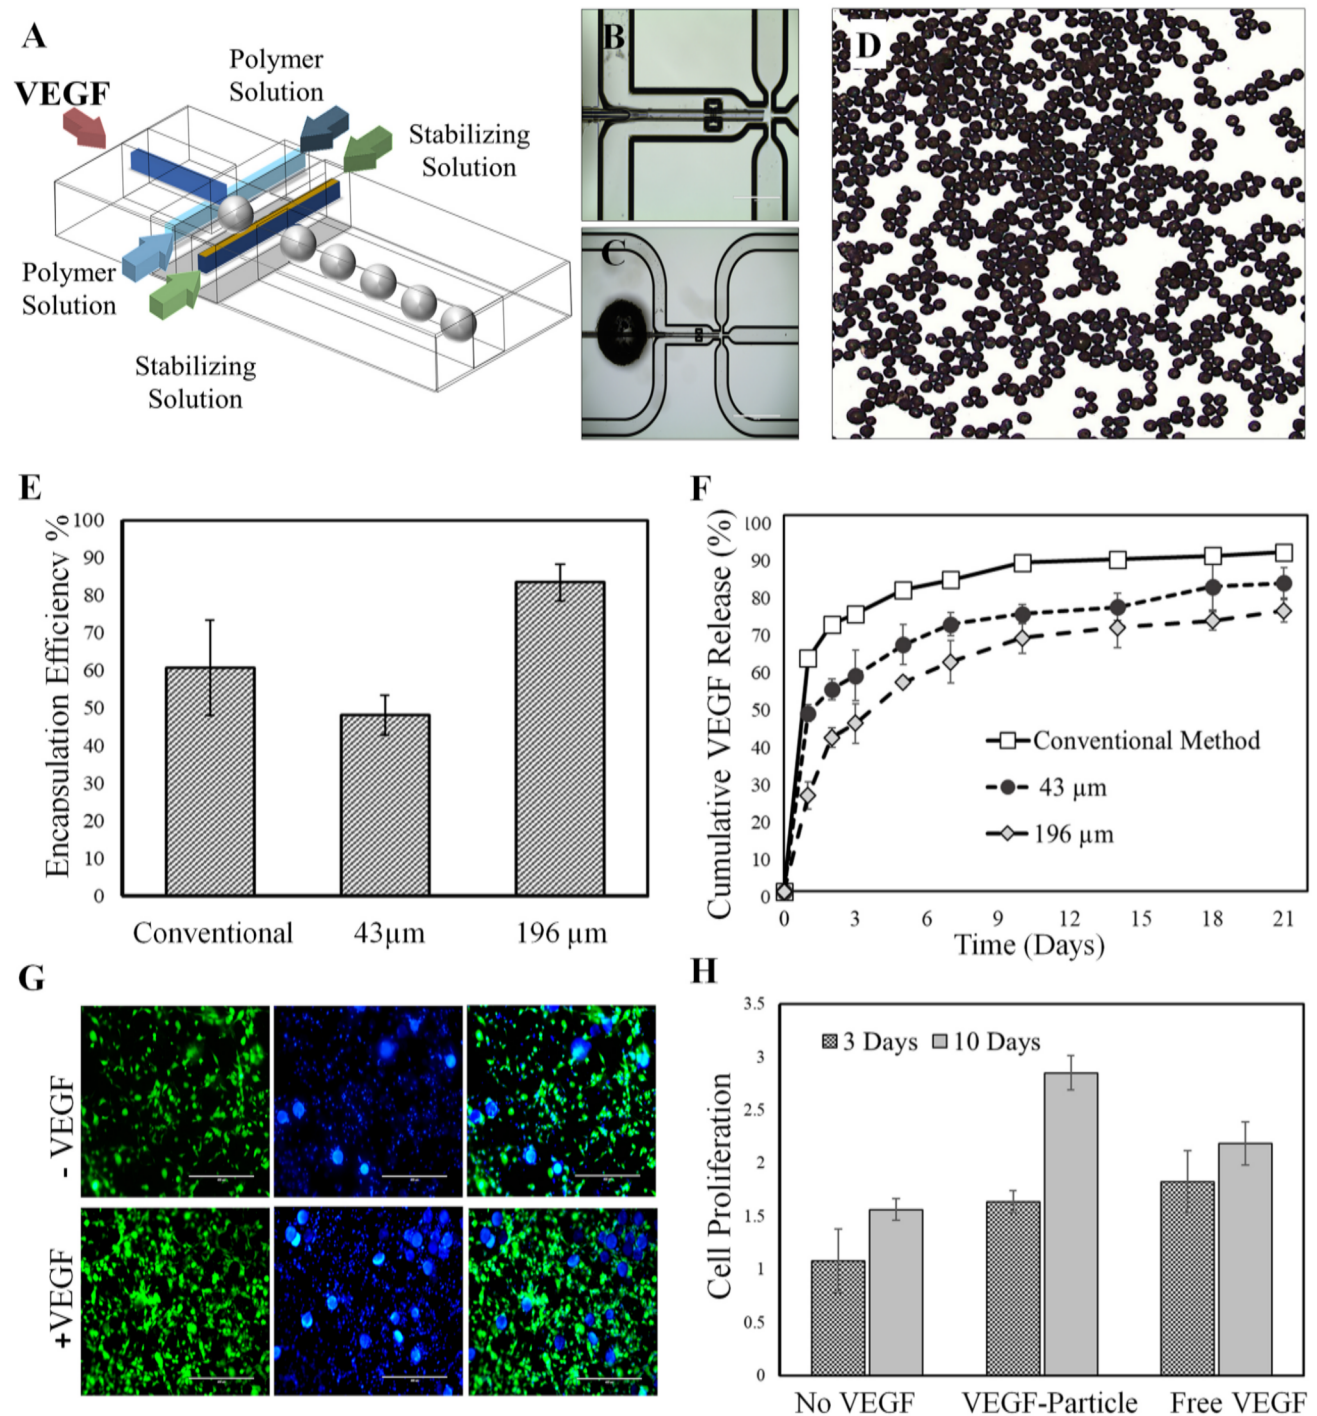 A
VEGF
Polymer
Solution
Stabilizing
Solution
Polymer
Solution
Stabilizing
Solution
B
C
D
E
Encapsulation Efficiency %
100
90
80
70
60
50
40
30
20
10
0
Conventional
43µm
196 µm
F
Cumulative VEGF Release (%)
100
90
80
70
60
50
40
30
20
10
0
Conventional Method
43 µm
196 µm
0
3
6
9
12
15
18
21
Time (Days)
G
- VEGF
+VEGF
H
Cell Proliferation
3.5
3
2.5
2
1.5
1
0.5
0
3 Days
10 Days
No VEGF
VEGF-Particle
Free VEGF